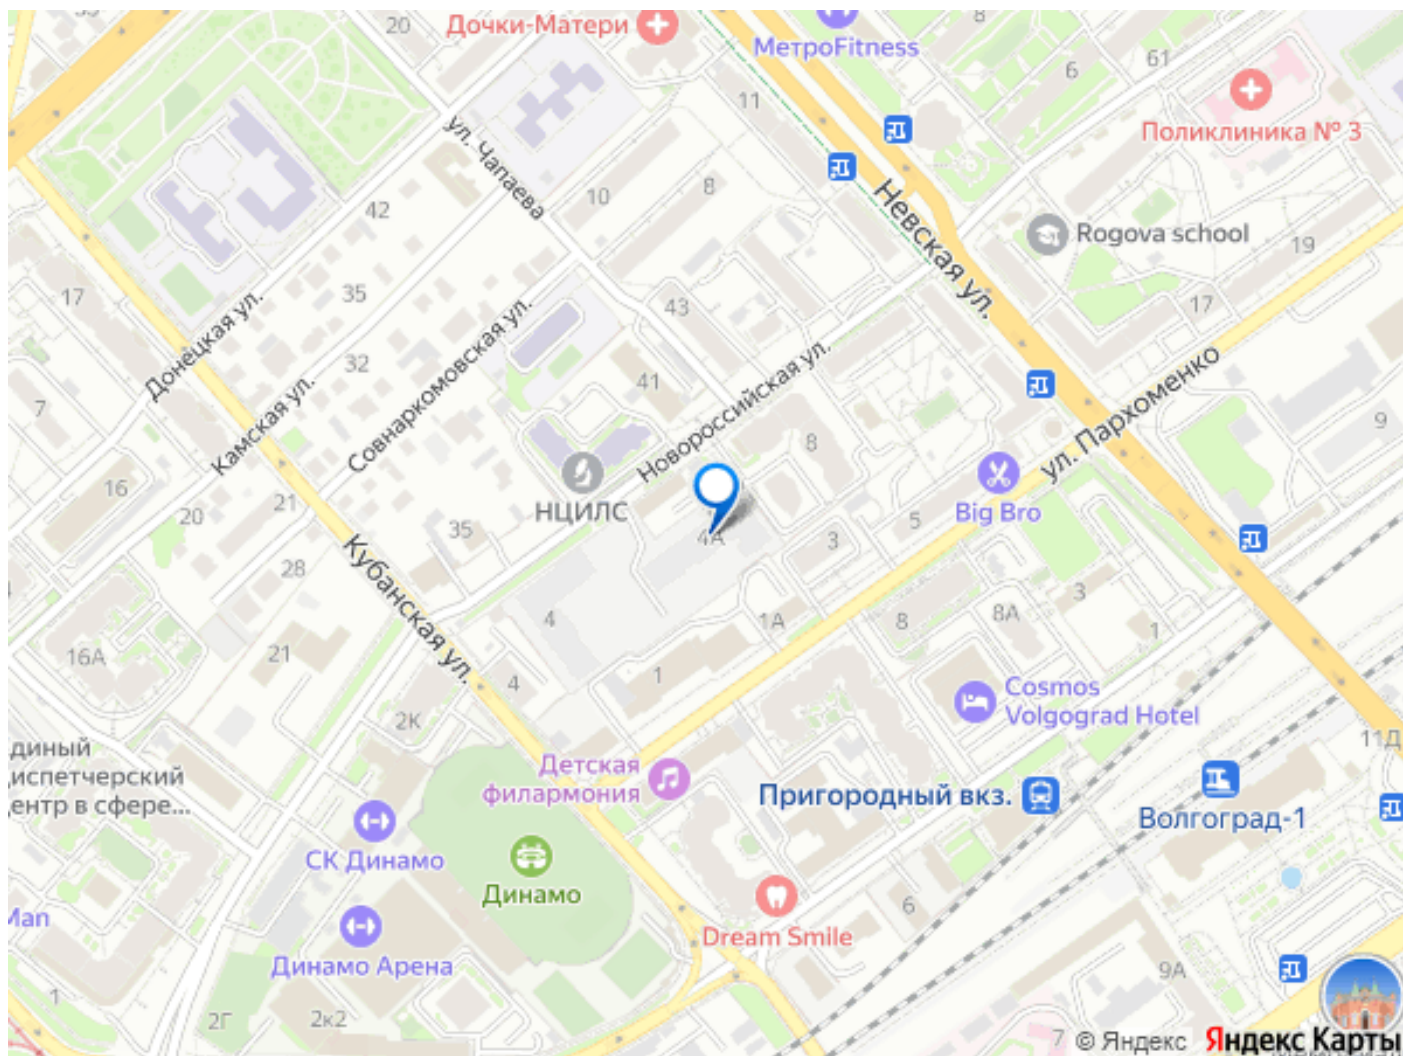 20
Дочки-Матери
8
МетроFitness
61
6
11
Поликлиника № 3
ул. Чапаева
10
8
42
Невская ул.
Rogova school
19
17
35
Донецкая ул.
43
17
32
Совнаркомовская ул.
Новороссийская ул.
ул. Пархоменко
7
Камская ул.
41
8
9
16
НЦИЛС
Big Bro
20
21
35
4А
3
5
28
Кубанская ул.
4
1А
8
8А
3
1
16А
21
4
1
2К
Cosmos
Volgograd Hotel
11Д
диный
испетчерский
ентр в сфере...
Детская
филармония
Пригородный вкз.
Волгоград-1
СК Динамо
Динамо
6
Man
Dream Smile
Динамо Арена
9А
1
2Г
2к2
7
© Яндекс
Яндекс Карты